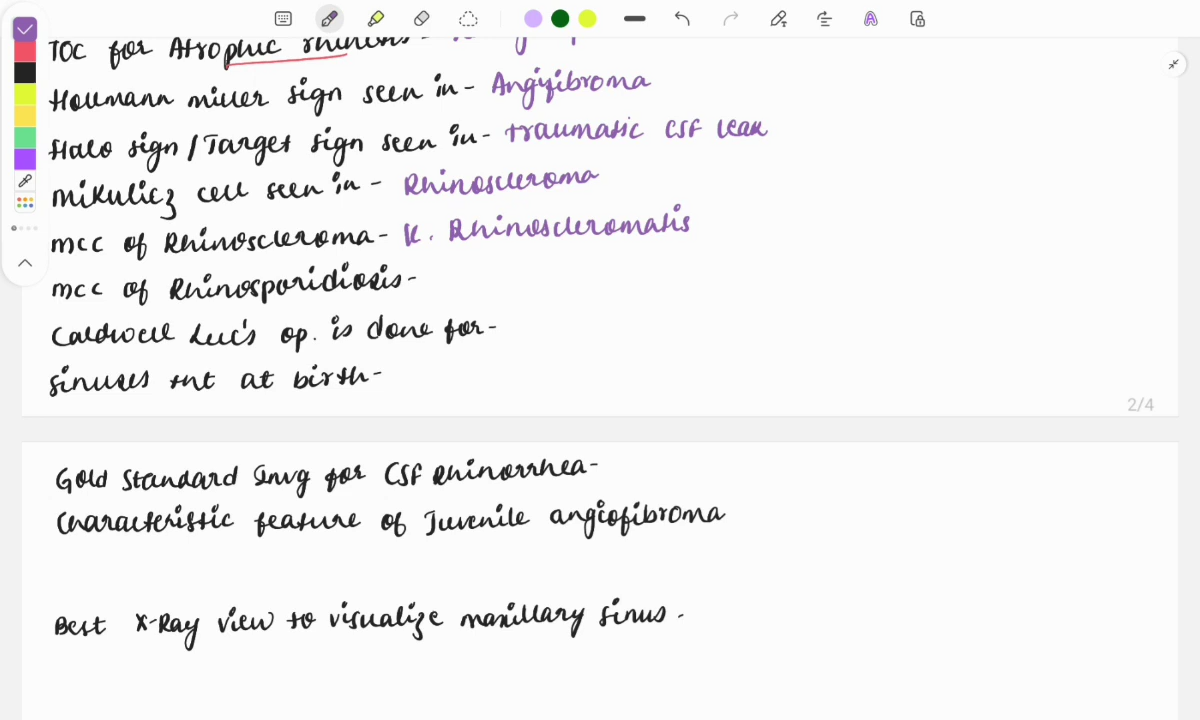 TOC for Atrophic rhinitis -
Hollmann miller sign seen in - Angifibroma
Halo sign / Target sign seen in - traumatic CSF leak
Mikulicz cell seen in - Rhinoscleroma
MCC of Rhinoscleroma - K. Rhinoscleromatis
MCC of Rhinosporidiosis -
Caldwell Luc's op. is done for -
Sinuses +nt at birth -
2/4
Gold Standard Invg for CSF Rhinorrhea -
Characteristic feature of Juvenile angiofibroma
Best X-Ray view to visualize maxillary sinus .